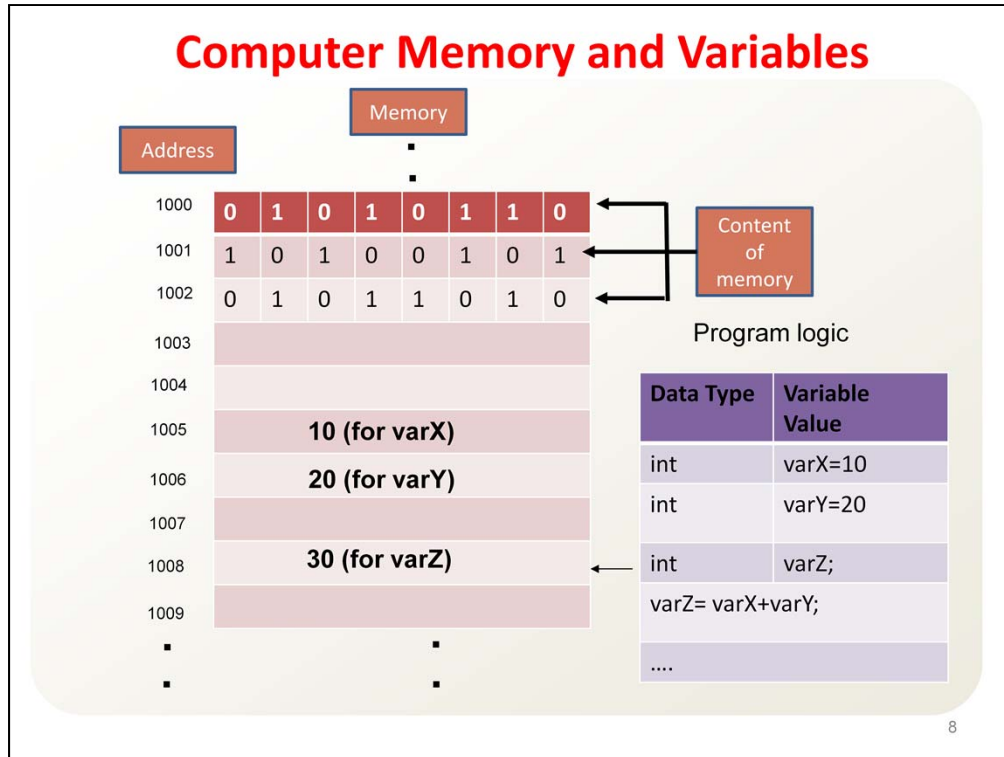 Computer Memory and Variables
Memory
Address
1000 0 1 0 1 0 1 1 0
1001 1 0 1 0 0 1 0 1
1002 0 1 0 1 1 0 1 0
Content
of
memory
1003
1004
1005 10 (for varX)
1006 20 (for varY)
1007
1008 30 (for varZ)
1009
Program logic
Data Type Variable
Value
int varX=10
int varY=20
int varZ;
varZ= varX+varY;
....
8